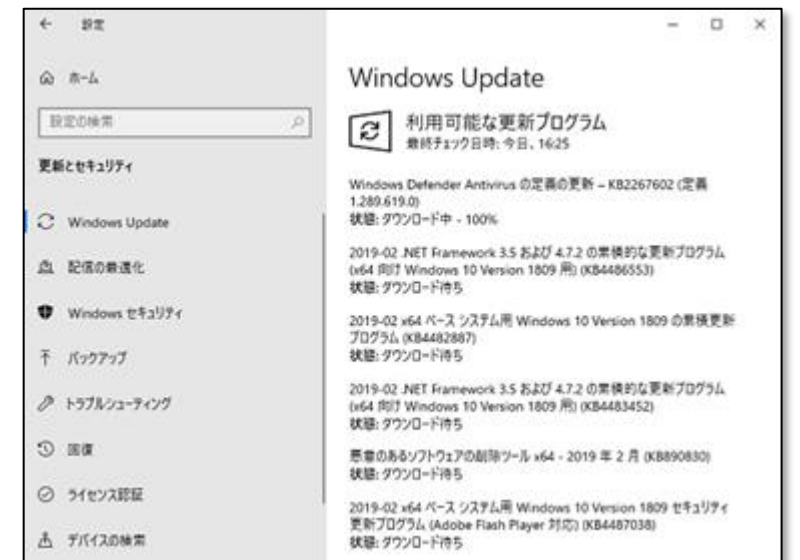 設定
ホーム
設定の検索
更新とセキュリティ
Windows Update
配信の最適化
Windows セキュリティ
バックアップ
トラブルシューティング
回復
ライセンス認証
デバイスの検索
Windows Update
利用可能な更新プログラム
最終チェック日時: 今日、16:25
Windows Defender Antivirus の定義の更新 – KB2267602 (定義
1.289.619.0)
状態: ダウンロード中 - 100%
2019-02 .NET Framework 3.5 および 4.7.2 の累積的な更新プログラム
(x64 向け Windows 10 Version 1809 用) (KB4486553)
状態: ダウンロード待ち
2019-02 x64 ベース システム用 Windows 10 Version 1809 の累積更新
プログラム (KB4482887)
状態: ダウンロード待ち
2019-02 .NET Framework 3.5 および 4.7.2 の累積的な更新プログラム
(x64 向け Windows 10 Version 1809 用) (KB4483452)
状態: ダウンロード待ち
悪意のあるソフトウェアの削除ツール x64 - 2019 年 2 月 (KB890830)
状態: ダウンロード待ち
2019-02 x64 ベース システム用 Windows 10 Version 1809 セキュリティ
更新プログラム (Adobe Flash Player 対応) (KB4487038)
状態: ダウンロード待ち